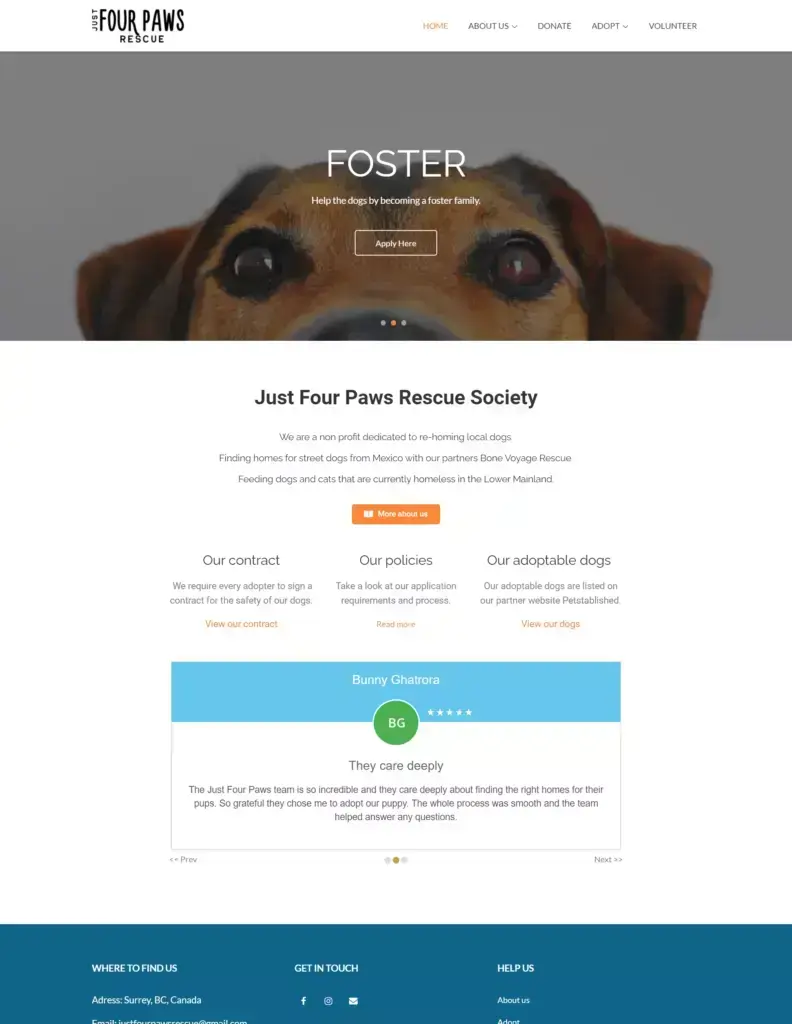 JUST FOUR PAWS
RESCUE
HOME ABOUT US DONATE ADOPT VOLUNTEER
FOSTER
Help the dogs by becoming a foster family.
Apply Here
Just Four Paws Rescue Society
We are a non profit dedicated to re-homing local dogs.
Finding homes for street dogs from Mexico with our partners Bone Voyage Rescue
Feeding dogs and cats that are currently homeless in the Lower Mainland.
More about us
Our contract
We require every adopter to sign a
contract for the safety of our dogs.
View our contract
Our policies
Take a look at our application
requirements and process.
Read more
Our adoptable dogs
Our adoptable dogs are listed on
our partner website Petstablished.
View our dogs
Bunny Ghatrora
BG
They care deeply
The Just Four Paws team is so incredible and they care deeply about finding the right homes for their
pups. So grateful they chose me to adopt our puppy. The whole process was smooth and the team
helped answer any questions.
<< Prev
Next >>
WHERE TO FIND US
Adress: Surrey, BC, Canada
Email: justfourpawsrescue@gmail.com
GET IN TOUCH
HELP US
About us
Adopt